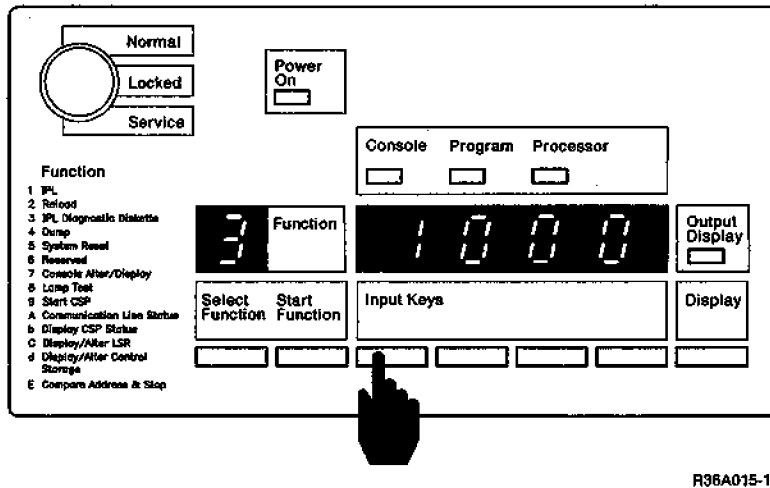 Normal
Locked
Service
Power
On
Console Program Processor
Function
1 IPL
2 Reload
3 IPL Diagnostic Diskette
4 Dump
5 System Reset
6 Reserved
7 Console Alter/Display
8 Lamp Test
9 Start CSP
A Communication Line Status
b Display CSP Status
C Display/Alter LSR
d Display/Alter Control
Storage
E Compare Address & Stop
3 Function
1 0 0 0
Output
Display
Select
Function
Start
Function
Input Keys
Display
R36A015-1